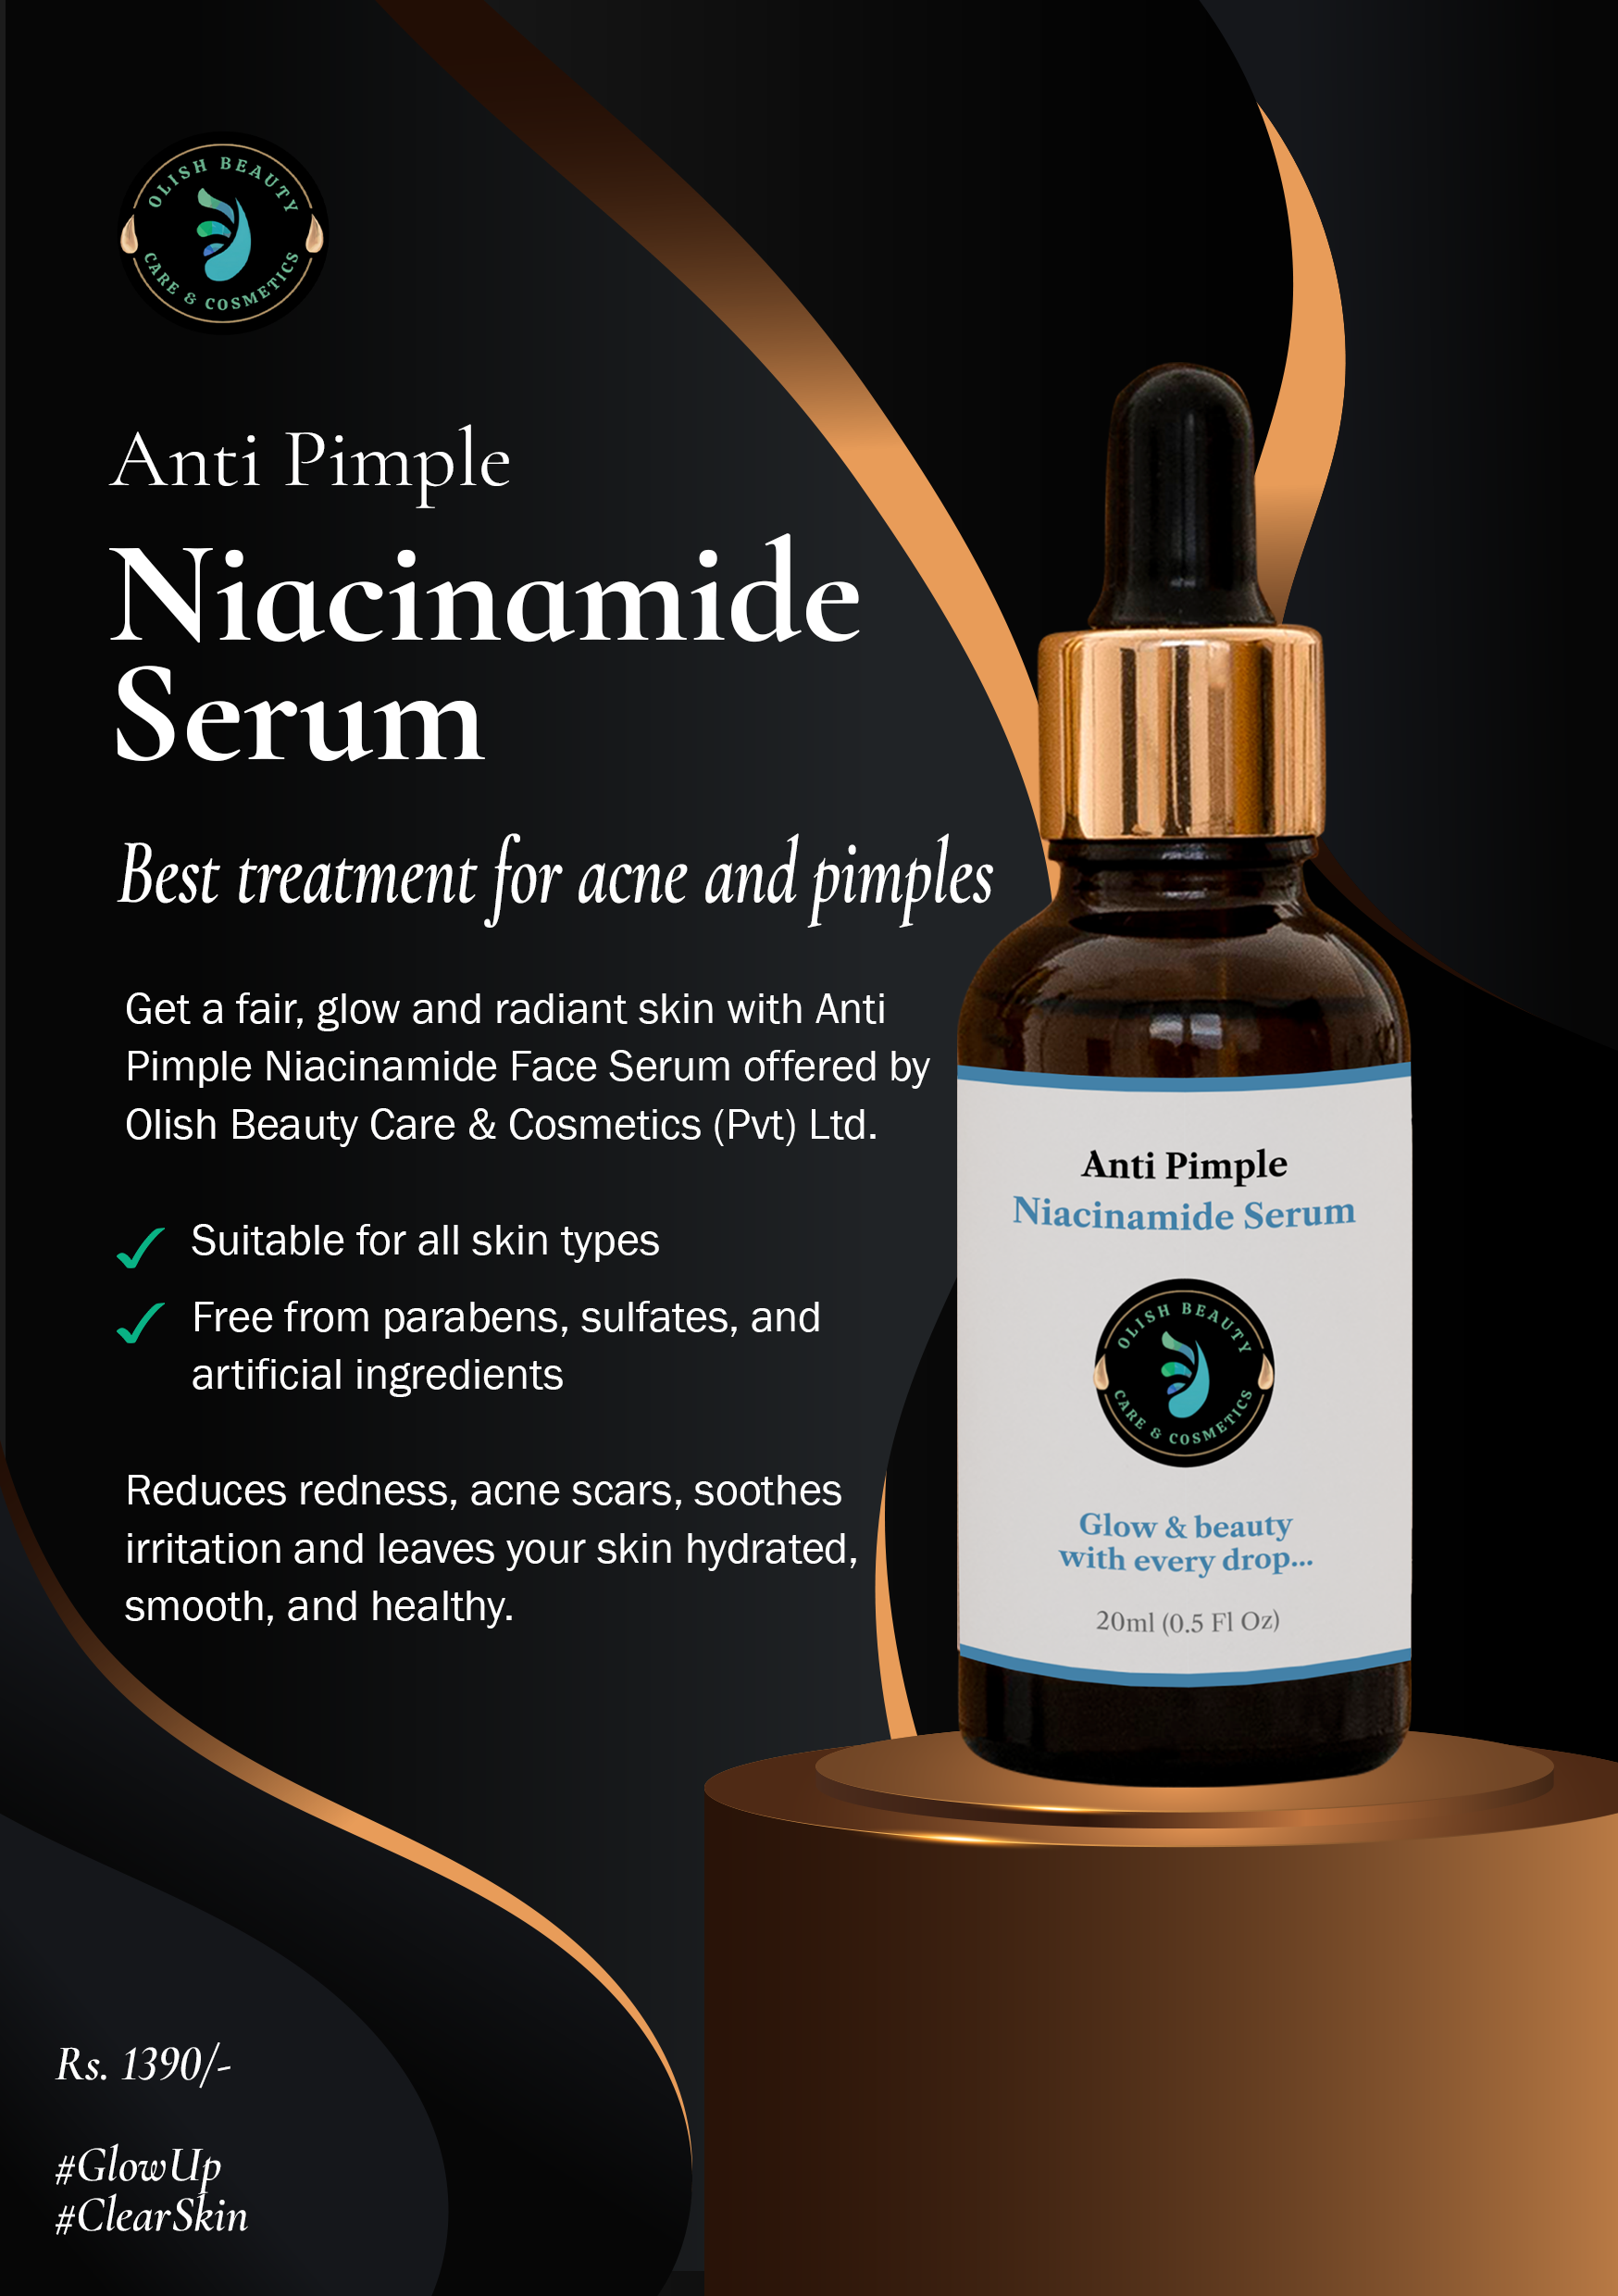 OLISH BEAUTY
CARE & COSMETICS
Anti Pimple
Niacinamide
Serum
Best treatment for acne and pimples
Get a fair, glow and radiant skin with Anti
Pimple Niacinamide Face Serum offered by
Olish Beauty Care & Cosmetics (Pvt) Ltd.
Suitable for all skin types
Free from parabens, sulfates, and
artificial ingredients
Reduces redness, acne scars, soothes
irritation and leaves your skin hydrated,
smooth, and healthy.
Anti Pimple
Niacinamide Serum
OLISH BEAUTY
CARE & COSMETICS
Glow & beauty
with every drop...
20ml (0.5 Fl Oz)
Rs. 1390/-
#GlowUp
#ClearSkin